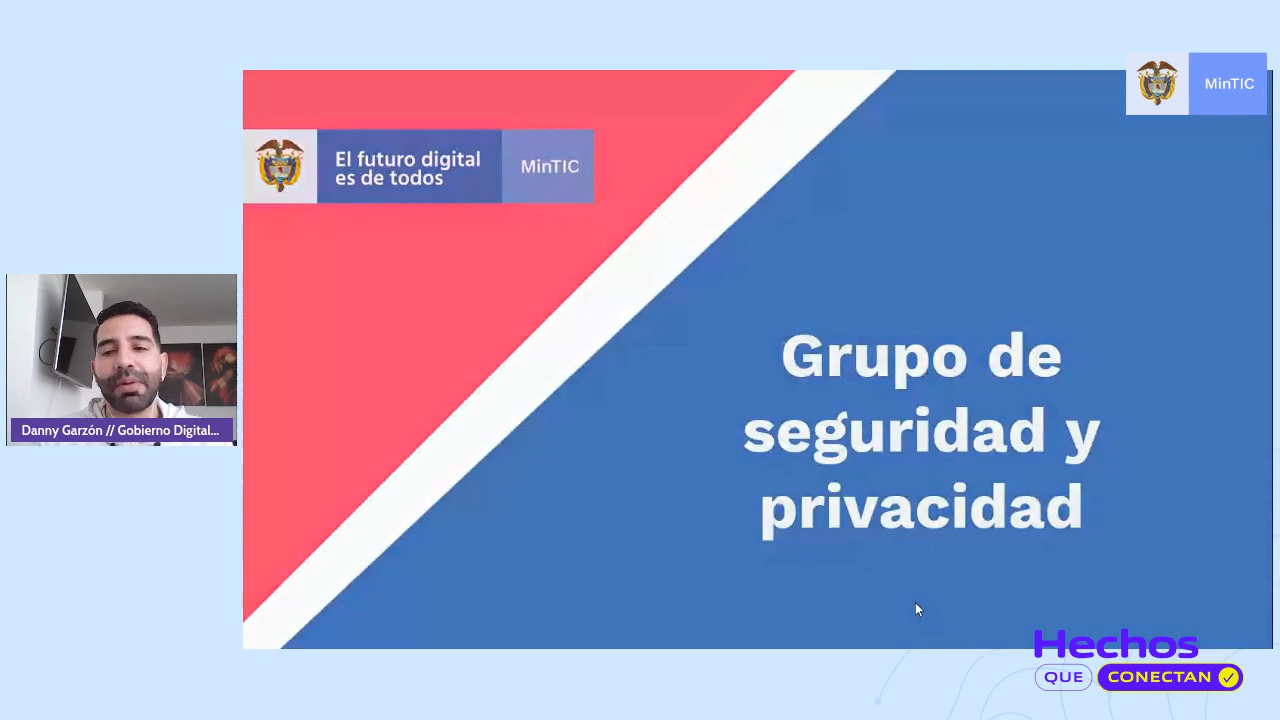 MinTIC
El futuro digital
es de todos
MinTIC
Grupo de
seguridad y
privacidad
Danny Garzón // Gobierno Digital...
Hechos
QUE CONECTAN